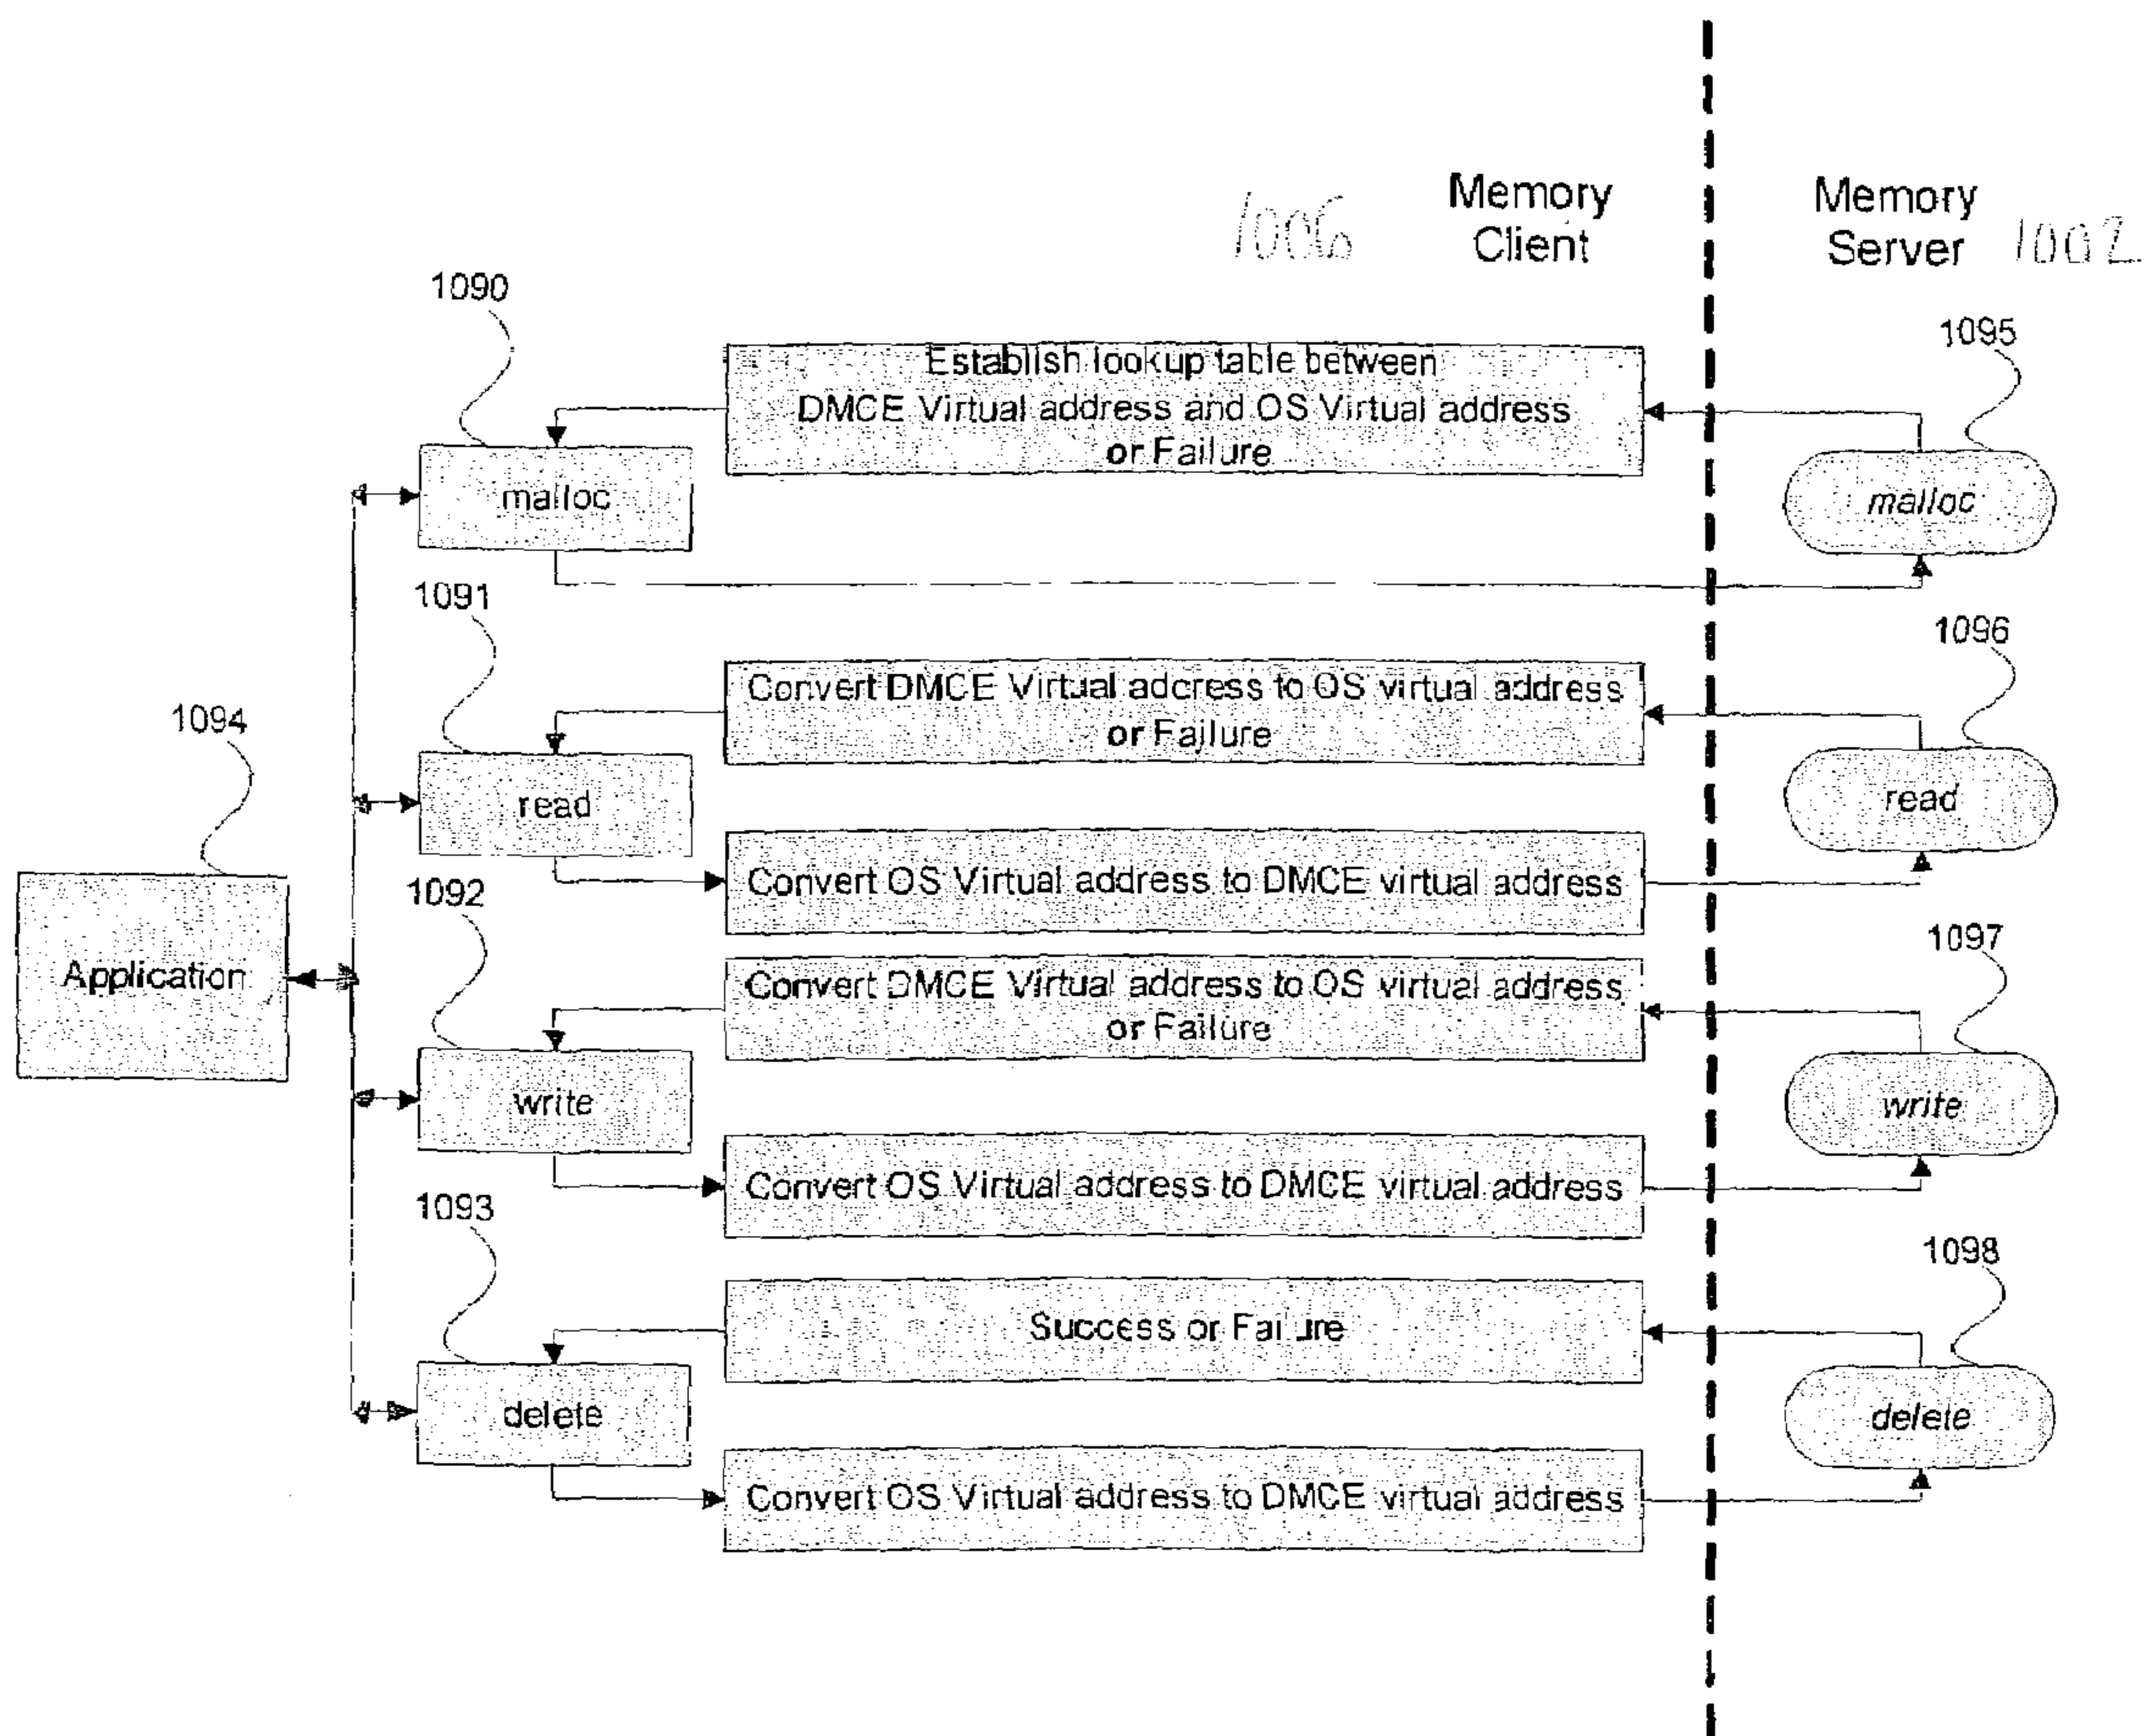 1006
Memory
Client
Memory
Server 1002
1090
1095
Establish lookup table between
DMCE Virtual address and OS Virtual address
or Failure
malloc
malloc
1091
1096
Convert DMCE Virtual address to OS virtual address
or Failure
1094
read
read
Convert OS Virtual address to DMCE virtual address
1092
1097
Application
Convert DMCE Virtual address to OS virtual address
or Failure
write
write
Convert OS Virtual address to DMCE virtual address
1093
1098
Success or Failure
delete
delete
Convert OS Virtual address to DMCE virtual address